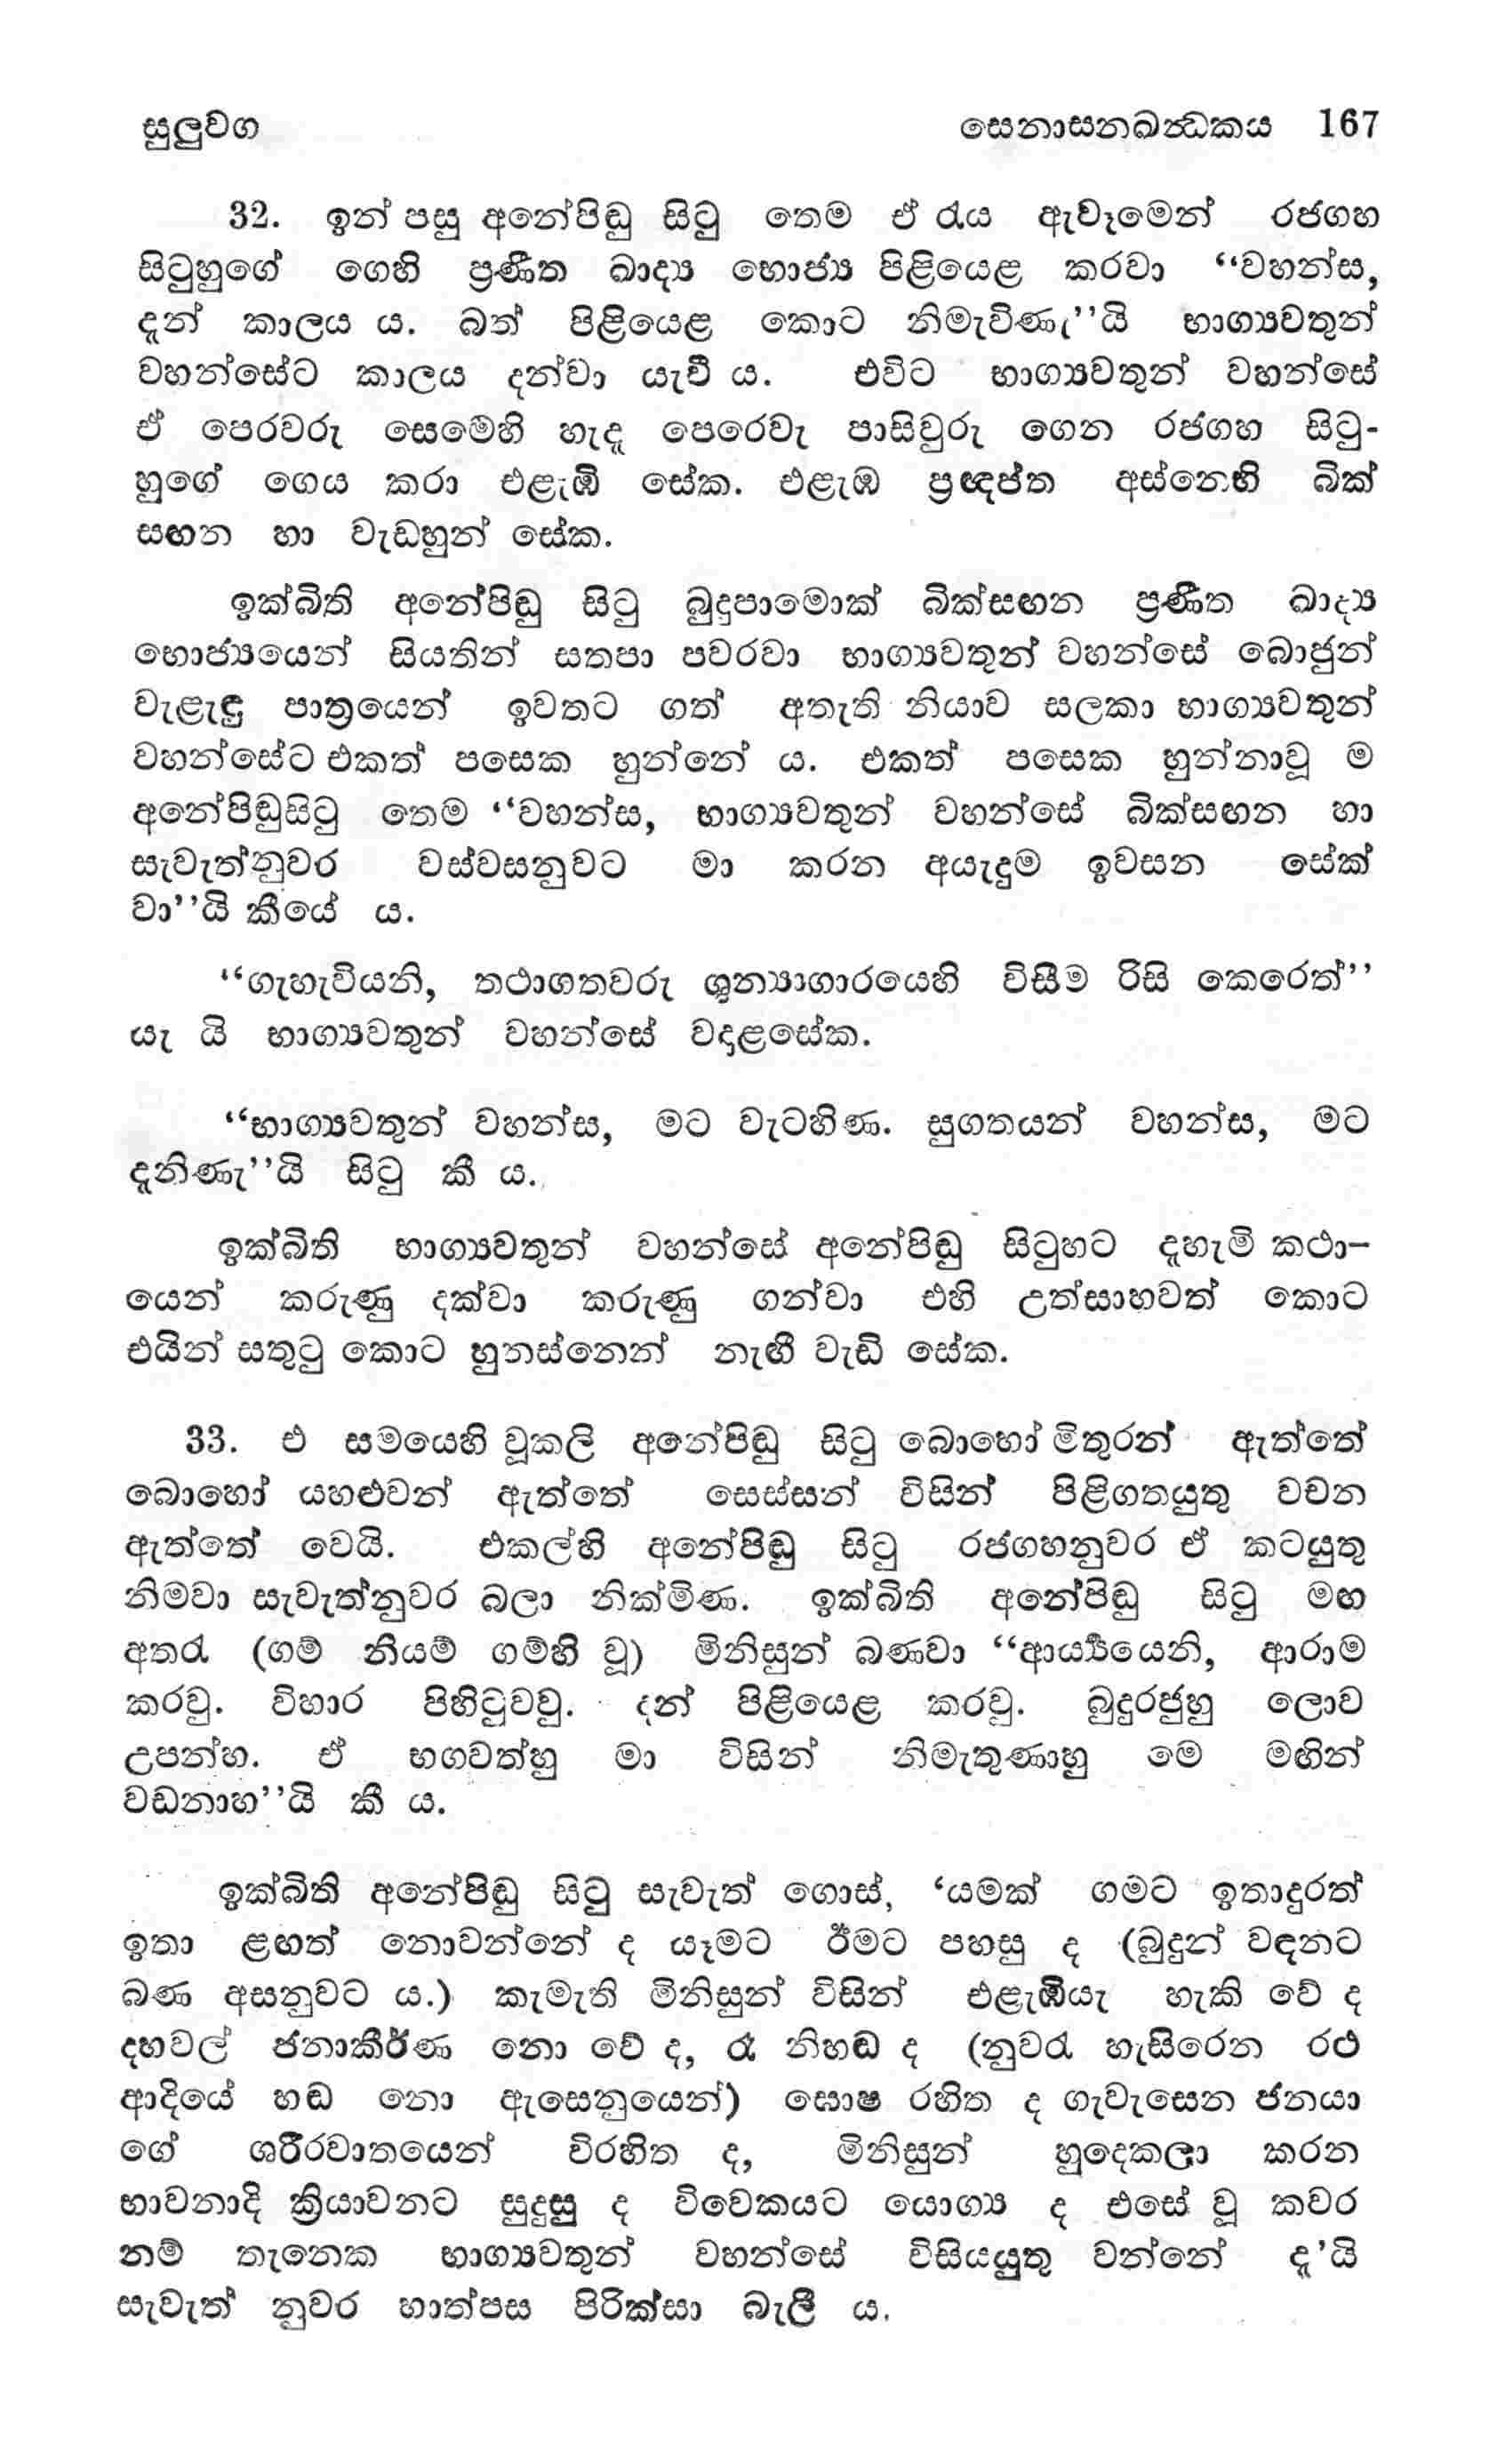 සුලුවග
සෙනාසනඛන්ධකය 167
32. ඉන් පසු අනේපිඬු සිටු තෙම ඒ රැය ඇවෑමෙන් රජගහ
සිටුහුගේ ගෙහි ප්‍රණීත ඛාද්‍ය භොජ්‍ය පිළියෙළ කරවා “වහන්ස,
දැන් කාලය ය. බත් පිළියෙළ කොට නිමැවිණැ”යි භාග්‍යවතුන්
වහන්සේට කාලය දන්වා යැවී ය. එවිට භාග්‍යවතුන් වහන්සේ
ඒ පෙරවරු සෙමෙහි හැඳැ පෙරෙවැ පාසිවුරු ගෙන රජගහ සිටු-
හුගේ ගෙය කරා එළැඹි සේක. එළැඹ ප්‍රඥප්ත අස්නෙහි බික්
සඟන හා වැඩහුන් සේක.
ඉක්බිති අනේපිඬු සිටු බුදුපාමොක් බික්සඟන ප්‍රණීත ඛාද්‍ය
භොජ්‍යයෙන් සියතින් සතපා පවරවා භාග්‍යවතුන් වහන්සේ බොජුන්
වැළැඳූ පාත්‍රයෙන් ඉවතට ගත් අතැති නියාව සලකා භාග්‍යවතුන්
වහන්සේට එකත් පසෙක හුන්නේ ය. එකත් පසෙක හුන්නාවූ ම
අනේපිඬුසිටු තෙම “වහන්ස, භාග්‍යවතුන් වහන්සේ බික්සඟන හා
සැවැත්නුවර වස්වසනුවට මා කරන අයැදුම ඉවසන සේක්
වා”යි කීයේ ය.
“ගැහැවියනි, තථාගතවරු ශුන්‍යාගාරයෙහි විසීම රිසි කෙරෙත්”
යැ යි භාග්‍යවතුන් වහන්සේ වදාළසේක.
“භාග්‍යවතුන් වහන්ස, මට වැටහිණ. සුගතයන් වහන්ස, මට
දැනිණැ”යි සිටු කී ය.
ඉක්බිති භාග්‍යවතුන් වහන්සේ අනේපිඬු සිටුහට දැහැමි කථා-
යෙන් කරුණු දක්වා කරුණු ගන්වා එහි උත්සාහවත් කොට
එයින් සතුටු කොට හුනස්නෙන් නැඟී වැඩි සේක.
33. එ සමයෙහි වූකලි අනේපිඬු සිටු බොහෝ මිතුරන් ඇත්තේ
බොහෝ යහළුවන් ඇත්තේ සෙස්සන් විසින් පිළිගතයුතු වචන
ඇත්තේ වෙයි. එකල්හි අනේපිඬු සිටු රජගහනුවර ඒ කටයුතු
නිමවා සැවැත්නුවර බලා නික්මිණ. ඉක්බිති අනේපිඬු සිටු මඟ
අතරැ (ගම් නියම් ගම්හි වූ) මිනිසුන් බණවා “ආර්‍ය්‍යයෙනි, ආරාම
කරවු. විහාර පිහිටුවවු. දන් පිළියෙළ කරවු. බුදුරජුහු ලොව
උපන්හ. ඒ භගවත්හු මා විසින් නිමැතුණාහු මෙ මඟින්
වඩනාහ”යි කී ය.
ඉක්බිති අනේපිඬු සිටු සැවැත් ගොස්, ‘යමක් ගමට ඉතාදුරත්
ඉතා ළඟත් නොවන්නේ ද යෑමට ඊමට පහසු ද (බුදුන් වඳනට
බණ අසනුවට ය.) කැමැති මිනිසුන් විසින් එළැඹියැ හැකි වේ ද
දහවල් ජනාකීර්ණ නො වේ ද, රෑ නිහඬ ද (නුවරැ හැසිරෙන රථ
ආදියේ හඬ නො ඇසෙනුයෙන්) ඝොෂ රහිත ද ගැවැසෙන ජනයා
ගේ ශරීරවාතයෙන් විරහිත ද, මිනිසුන් හුදෙකලා කරන
භාවනාදි ක්‍රියාවනට සුදුසු ද විවෙකයට යොග්‍ය ද එසේ වූ කවර
නම් තැනෙක භාග්‍යවතුන් වහන්සේ විසියයුතු වන්නේ දැ’යි
සැවැත් නුවර හාත්පස පිරික්සා බැලී ය.